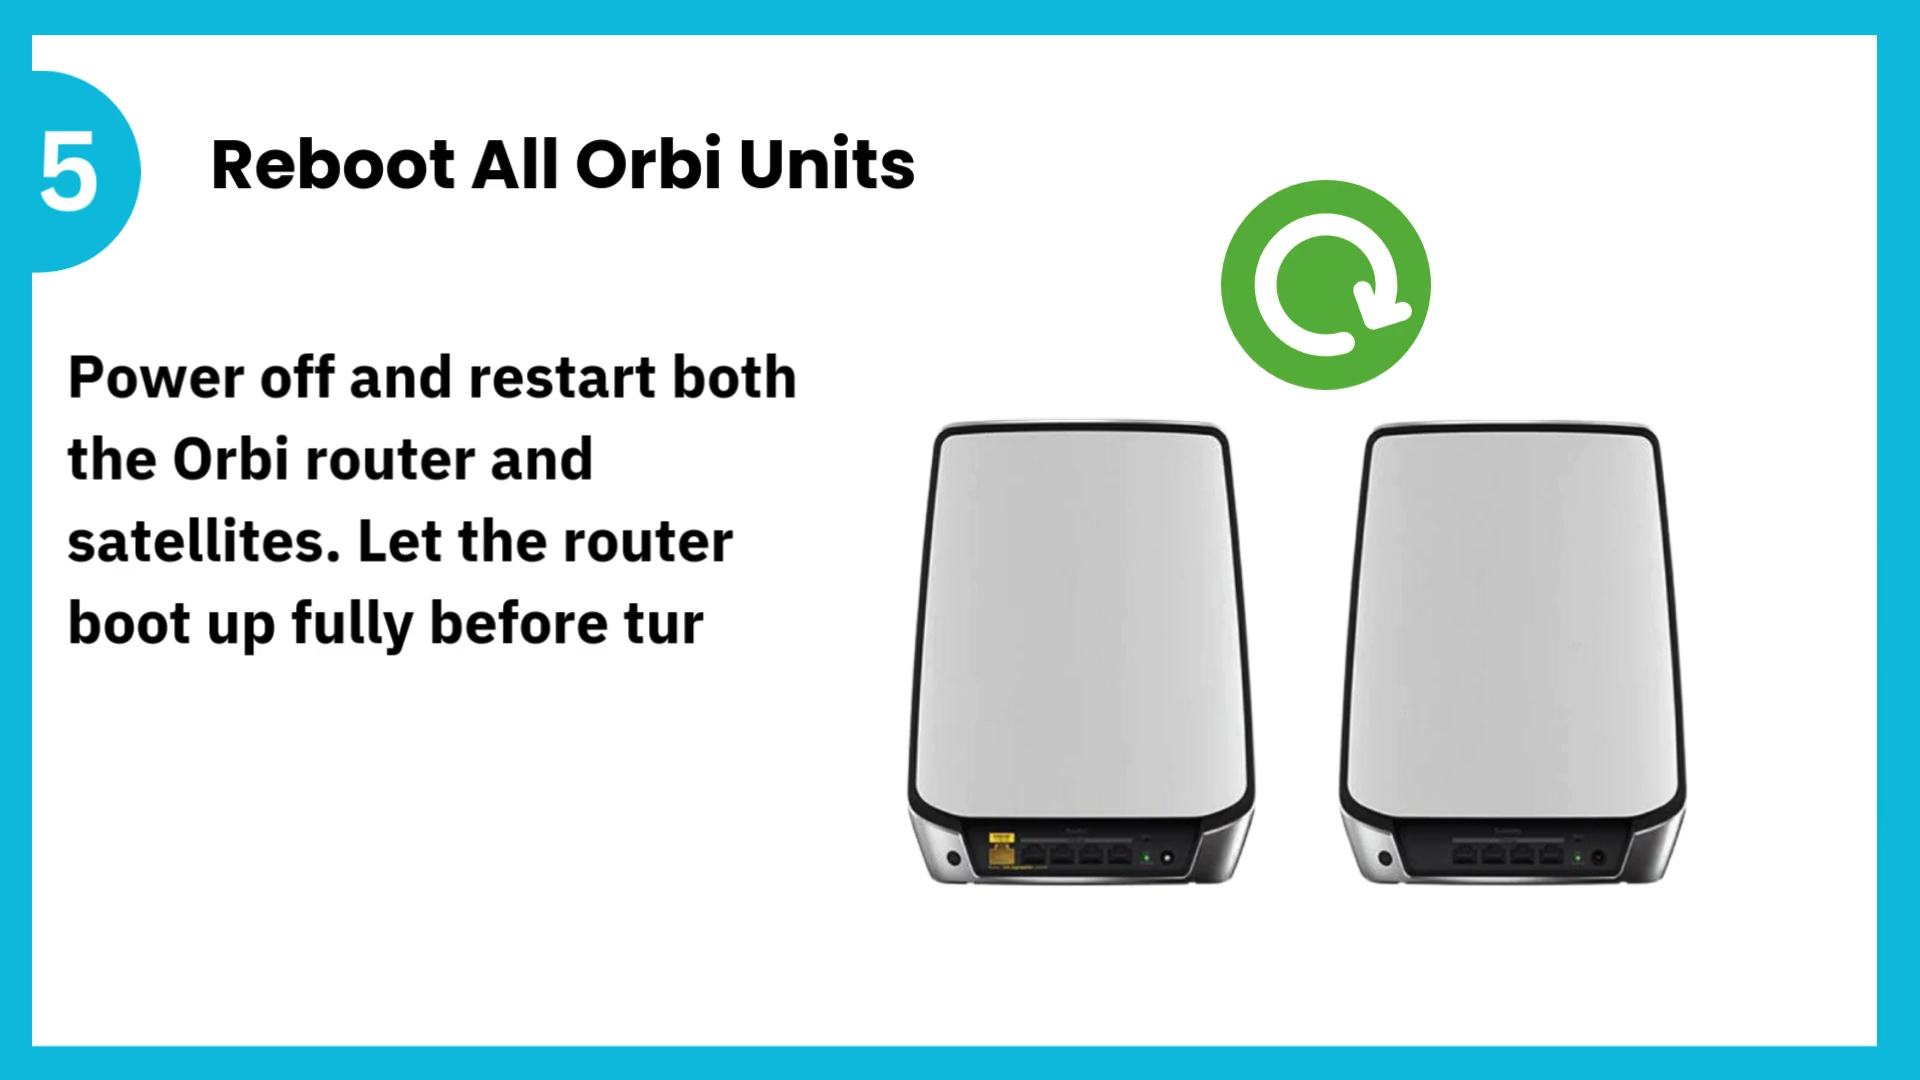 5
Reboot All Orbi Units
Power off and restart both
the Orbi router and
satellites. Let the router
boot up fully before tur